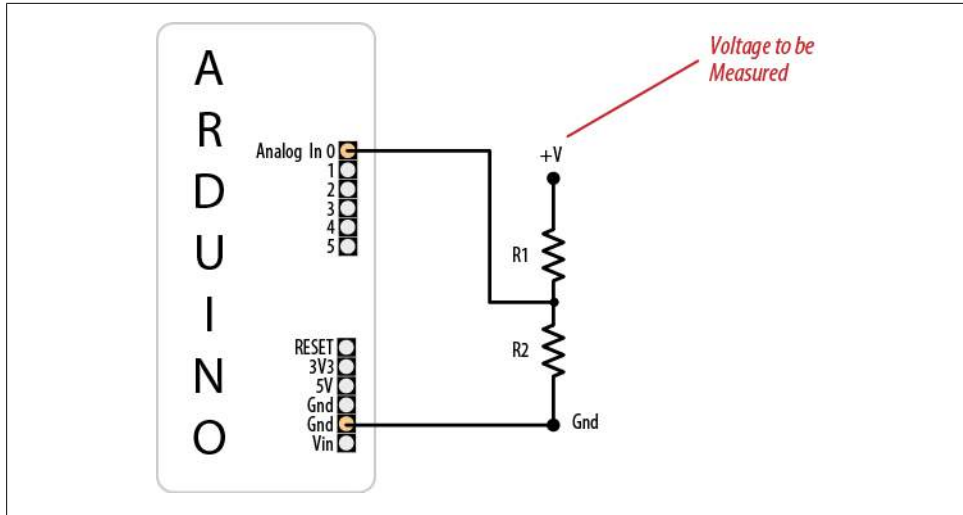 A
R
D
U
I
N
O
Analog In 0
1
2
3
4
5
RESET
3V3
5V
Gnd
Gnd
Vin
Voltage to be
Measured
+V
R1
R2
Gnd